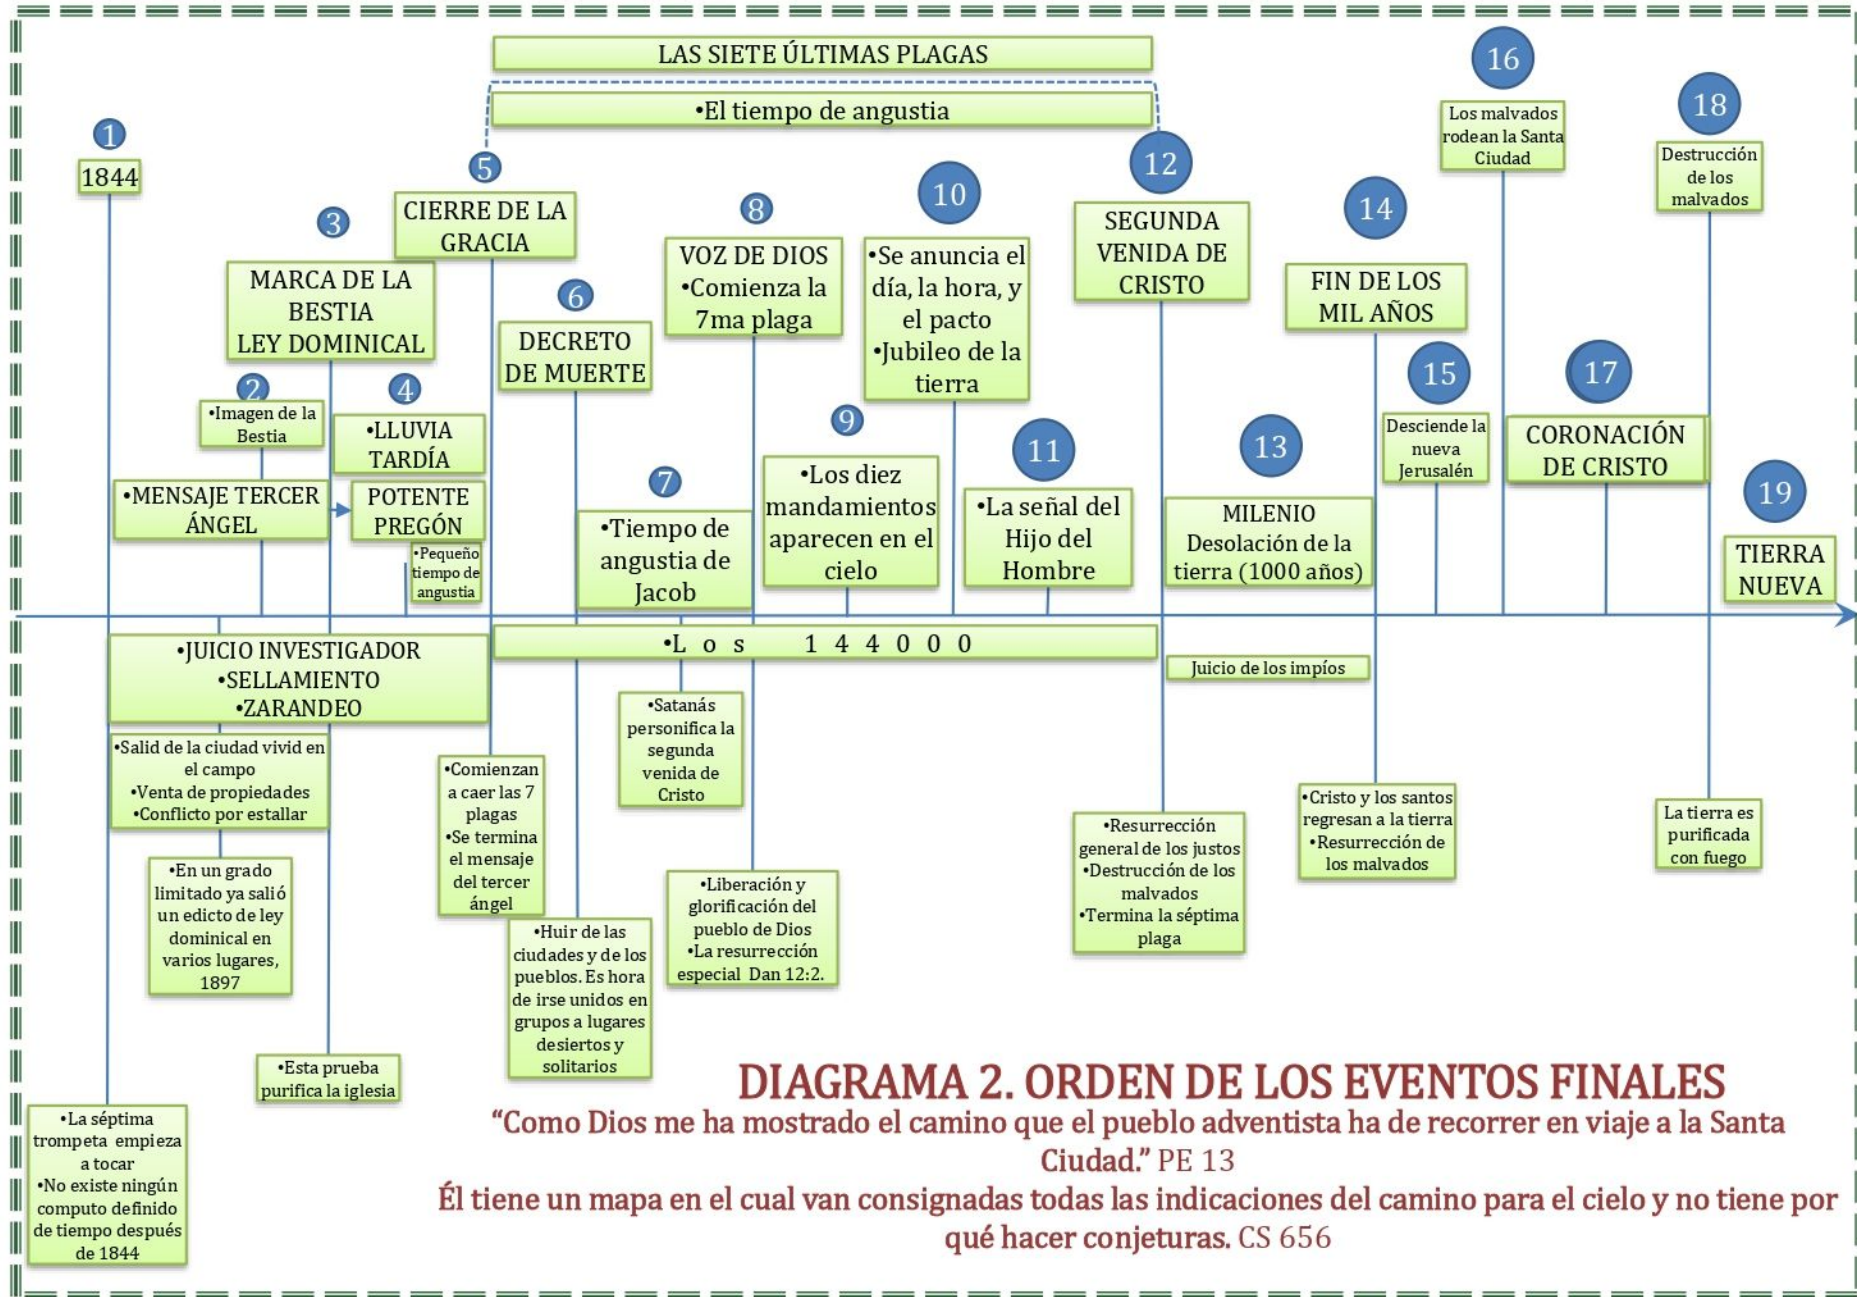 LAS SIETE ÚLTIMAS PLAGAS
•El tiempo de angustia
1
1844
2
•Imagen de la
Bestia
•MENSAJE TERCER
ÁNGEL
3
MARCA DE LA
BESTIA
LEY DOMINICAL
4
•LLUVIA
TARDÍA
POTENTE
PREGÓN
•Pequeño
tiempo de
angustia
5
CIERRE DE LA
GRACIA
6
DECRETO
DE MUERTE
7
•Tiempo de
angustia de
Jacob
8
VOZ DE DIOS
•Comienza la
7ma plaga
9
•Los diez
mandamientos
aparecen en el
cielo
10
•Se anuncia el
día, la hora, y
el pacto
•Jubileo de la
tierra
11
•La señal del
Hijo del
Hombre
12
SEGUNDA
VENIDA DE
CRISTO
13
MILENIO
Desolación de la
tierra (1000 años)
14
FIN DE LOS
MIL AÑOS
15
Desciende la
nueva
Jerusalén
16
Los malvados
rodean la Santa
Ciudad
17
CORONACIÓN
DE CRISTO
18
Destrucción
de los
malvados
19
TIERRA
NUEVA
•JUICIO INVESTIGADOR
•SELLAMIENTO
•ZARANDEO
•L o s 1 4 4 0 0 0
Juicio de los impíos
•Salid de la ciudad vivid en
el campo
•Venta de propiedades
•Conflicto por estallar
•En un grado
limitado ya salió
un edicto de ley
dominical en
varios lugares,
1897
•Esta prueba
purifica la iglesia
•La séptima
trompeta empieza
a tocar
•No existe ningún
computo definido
de tiempo después
de 1844
•Comienzan
a caer las 7
plagas
•Se termina
el mensaje
del tercer
ángel
•Huir de las
ciudades y de los
pueblos. Es hora
de irse unidos en
grupos a lugares
desiertos y
solitarios
•Satanás
personifica la
segunda
venida de
Cristo
•Liberación y
glorificación del
pueblo de Dios
•La resurrección
especial Dan 12:2.
•Resurrección
general de los justos
•Destrucción de los
malvados
•Termina la séptima
plaga
•Cristo y los santos
regresan a la tierra
•Resurrección de
los malvados
La tierra es
purificada
con fuego
DIAGRAMA 2. ORDEN DE LOS EVENTOS FINALES
“Como Dios me ha mostrado el camino que el pueblo adventista ha de recorrer en viaje a la Santa
Ciudad.” PE 13
Él tiene un mapa en el cual van consignadas todas las indicaciones del camino para el cielo y no tiene por
qué hacer conjeturas. CS 656